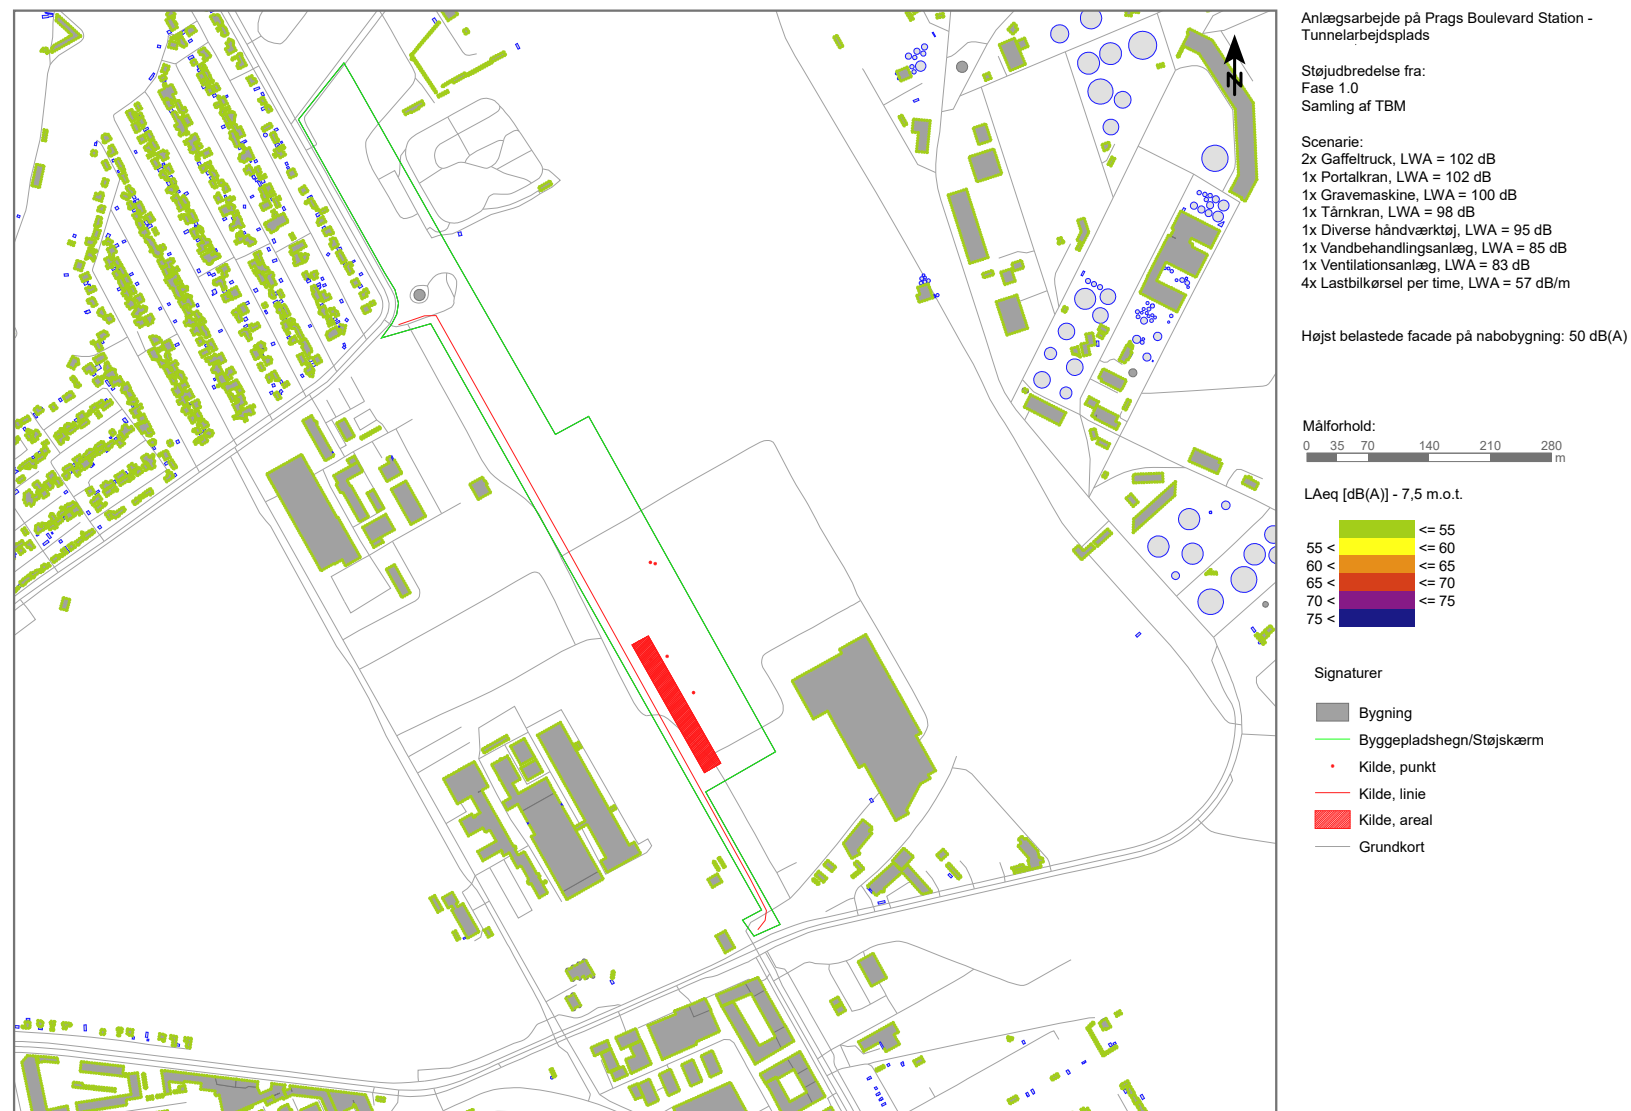 Anlægsarbejde på Prags Boulevard Station -
Tunnelarbejdsplads
Støjudbredelse fra:
Fase 1.0
Samling af TBM
Scenarie:
2x Gaffeltruck, LWA = 102 dB
1x Portalkran, LWA = 102 dB
1x Gravemaskine, LWA = 100 dB
1x Tårnkran, LWA = 98 dB
1x Diverse håndværktøj, LWA = 95 dB
1x Vandbehandlingsanlæg, LWA = 85 dB
1x Ventilationsanlæg, LWA = 83 dB
4x Lastbilkørsel per time, LWA = 57 dB/m
Højst belastede facade på nabobygning: 50 dB(A)
Målforhold:
0 35 70 140 210 280
m
LAeq [dB(A)] - 7,5 m.o.t.
<= 55
55 < <= 60
60 < <= 65
65 < <= 70
70 < <= 75
75 <
Signaturer
Bygning
Byggepladshegn/Støjskærm
Kilde, punkt
Kilde, linie
Kilde, areal
Grundkort
N